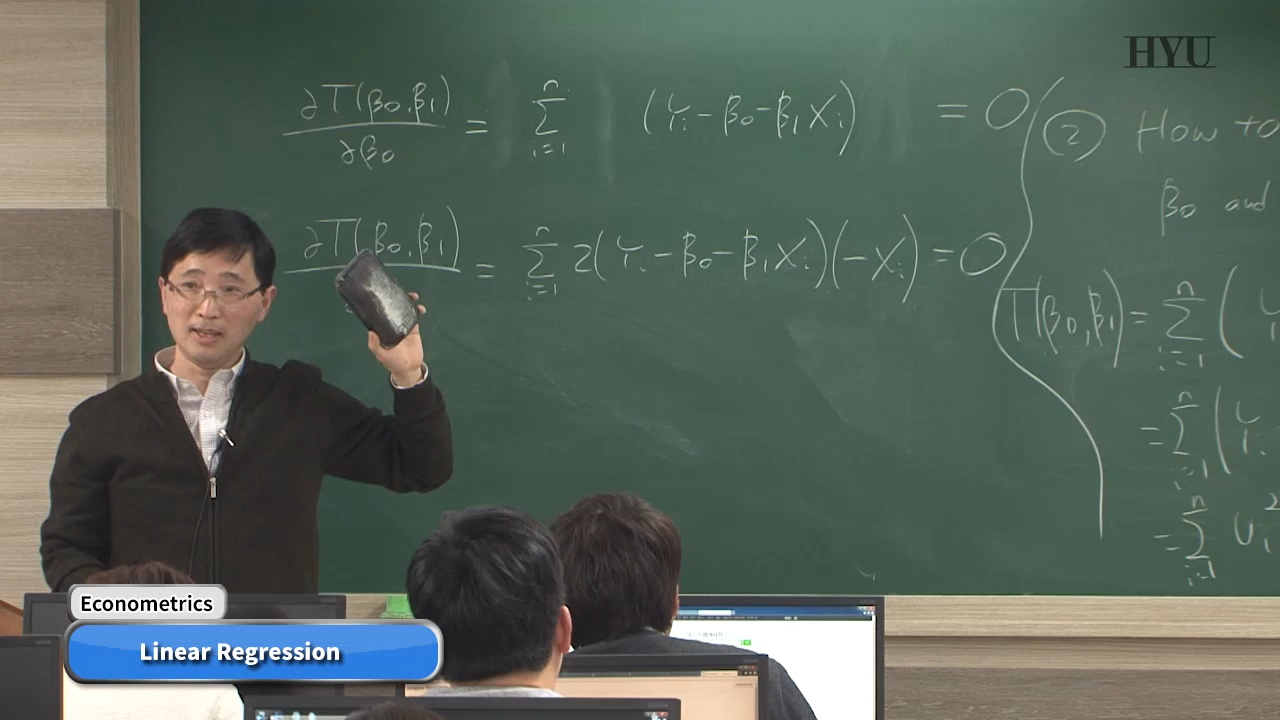 HYU
∂T(β₀,β₁)/∂β₀ = Σ_{i=1}^{n} (Yᵢ-β₀-β₁Xᵢ) = 0
∂T(β₀,β₁) = Σ_{i=1}^{n} 2(Yᵢ-β₀-β₁Xᵢ)(-Xᵢ) = 0
② How to
β₀ and
T(β₀,β₁) = Σ_{i=1}^{n} (
= Σ_{i=1}^{n} (
= Σ_{i=1}^{n} Uᵢ²
Econometrics
Linear Regression